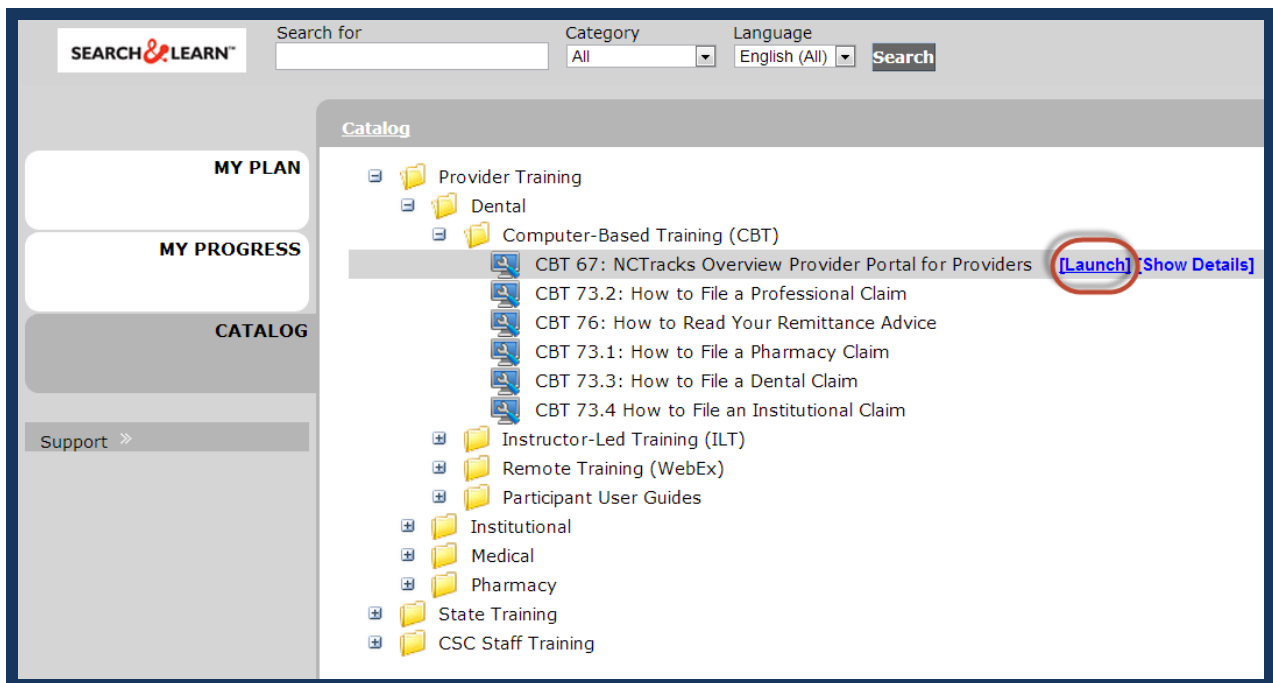 SEARCH&LEARN™
Search for
Category
Language
All
English (All)
Search
Catalog
MY PLAN
MY PROGRESS
CATALOG
Support »
Provider Training
Dental
Computer-Based Training (CBT)
CBT 67: NCTracks Overview Provider Portal for Providers [Launch] [Show Details]
CBT 73.2: How to File a Professional Claim
CBT 76: How to Read Your Remittance Advice
CBT 73.1: How to File a Pharmacy Claim
CBT 73.3: How to File a Dental Claim
CBT 73.4 How to File an Institutional Claim
Instructor-Led Training (ILT)
Remote Training (WebEx)
Participant User Guides
Institutional
Medical
Pharmacy
State Training
CSC Staff Training